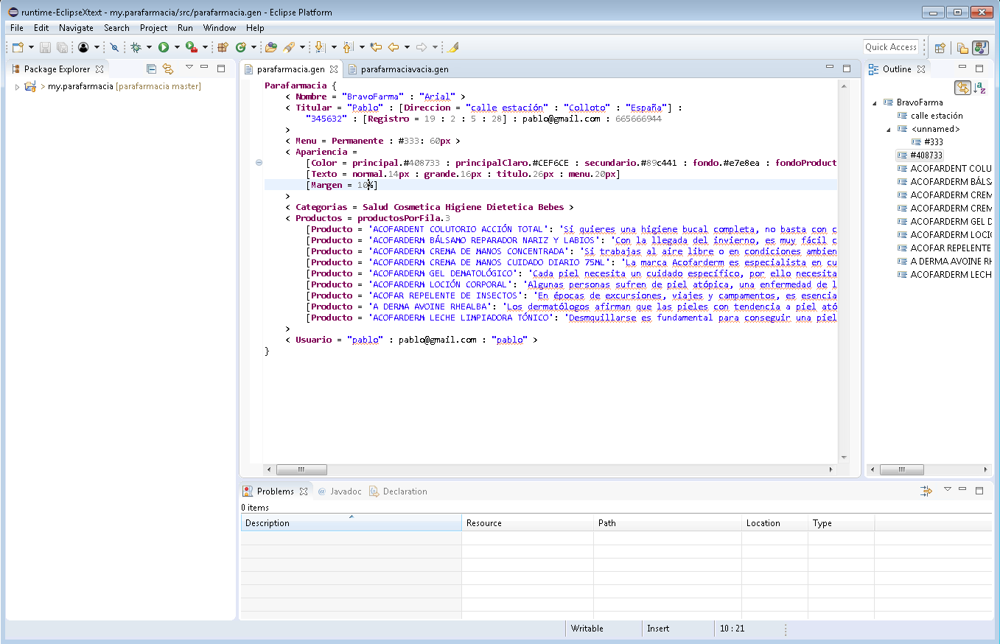 runtime-EclipseXtext - my.parafarmacia/src/parafarmacia.gen - Eclipse Platform
File Edit Navigate Search Project Run Window Help
Quick Access
Package Explorer
> my.parafarmacia [parafarmacia master]
parafarmacia.gen parafarmaciavacia.gen
Parafarmacia {
< Nombre = "BravoFarma" : "Arial" >
< Titular = "Pablo" : [Direccion = "calle estación" : "Colloto" : "España"] :
"345632" : [Registro = 19 : 2 : 5 : 28] : pablo@gmail.com : 665666944
>
< Menu = Permanente : #333: 60px >
< Apariencia =
[Color = principal.#408733 : principalClaro.#CEF6CE : secundario.#89c441 : fondo.#e7e8ea : fondoProduct
[Texto = normal.14px : grande.16px : titulo.26px : menu.20px]
[Margen = 10%]
>
< Categorias = Salud Cosmetica Higiene Dietetica Bebes >
< Productos = productosPorFila.3
[Producto = 'ACOFARDENT COLUTORIO ACCIÓN TOTAL': 'Si quieres una higiene bucal completa, no basta con c
[Producto = 'ACOFARDERM BÁLSAMO REPARADOR NARIZ Y LABIOS': 'Con la llegada del invierno, es muy fácil c
[Producto = 'ACOFARDERM CREMA DE MANOS CONCENTRADA': 'Si trabajas al aire libre o en condiciones ambien
[Producto = 'ACOFARDERM CREMA DE MANOS CUIDADO DIARIO 75ML': 'La marca Acofarderm es especialista en cu
[Producto = 'ACOFARDERM GEL DEMATOLÓGICO': 'Cada piel necesita un cuidado específico, por ello necesita
[Producto = 'ACOFARDERM LOCIÓN CORPORAL': 'Algunas personas sufren de piel atópica, una enfermedad de l
[Producto = 'ACOFAR REPELENTE DE INSECTOS': 'En épocas de excursiones, viajes y campamentos, es esencia
[Producto = 'A DERMA AVOINE RHEALBA': 'Los dermatólogos afirman que las pieles con tendencia a piel ató
[Producto = 'ACOFARDERM LECHE LIMPIADORA TÓNICO': 'Desmquillarse es fundamental para conseguir una piel
>
< Usuario = "pablo" : pablo@gmail.com : "pablo" >
}
Outline
BravoFarma
calle estación
<unnamed>
#333
#408733
ACOFARDENT COLU
ACOFARDERM BÁLSA
ACOFARDERM CREM
ACOFARDERM CREM
ACOFARDERM GEL D
ACOFARDERM LOCIÓ
ACOFAR REPELENTE
A DERMA AVOINE RH
ACOFARDERM LECH
Problems @ Javadoc Declaration
0 items
Description Resource Path Location Type
Writable Insert 10 : 21